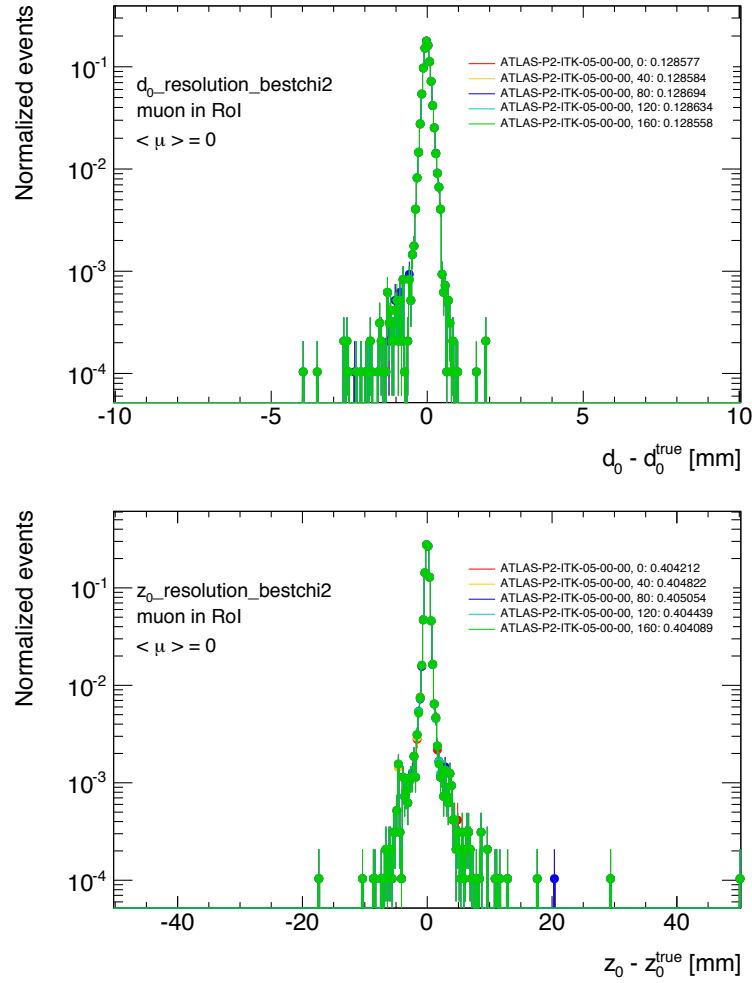 Normalized events
10⁻¹
10⁻²
10⁻³
10⁻⁴
d₀_resolution_bestchi2
muon in RoI
< μ > = 0
ATLAS-P2-ITK-05-00-00, 0: 0.128577
ATLAS-P2-ITK-05-00-00, 40: 0.128584
ATLAS-P2-ITK-05-00-00, 80: 0.128694
ATLAS-P2-ITK-05-00-00, 120: 0.128634
ATLAS-P2-ITK-05-00-00, 160: 0.128558
-10 -5 0 5 10
d₀ - d₀^true [mm]
Normalized events
10⁻¹
10⁻²
10⁻³
10⁻⁴
z₀_resolution_bestchi2
muon in RoI
< μ > = 0
ATLAS-P2-ITK-05-00-00, 0: 0.404212
ATLAS-P2-ITK-05-00-00, 40: 0.404822
ATLAS-P2-ITK-05-00-00, 80: 0.405054
ATLAS-P2-ITK-05-00-00, 120: 0.404439
ATLAS-P2-ITK-05-00-00, 160: 0.404089
-40 -20 0 20 40
z₀ - z₀^true [mm]